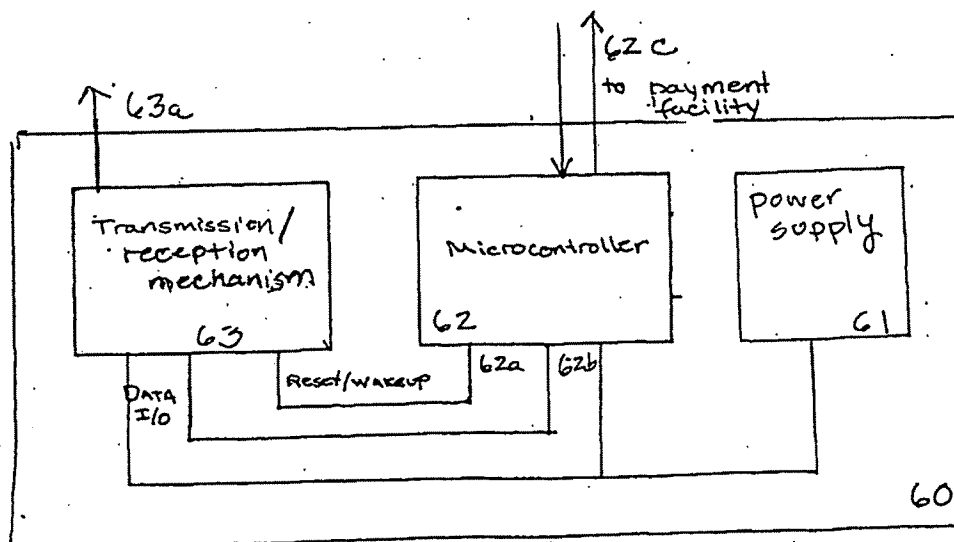 63a
62c
to payment
facility
Transmission/
reception
mechanism
63
Microcontroller
62
power
supply
61
62a
62b
Reset/wakeup
DATA
I/O
60